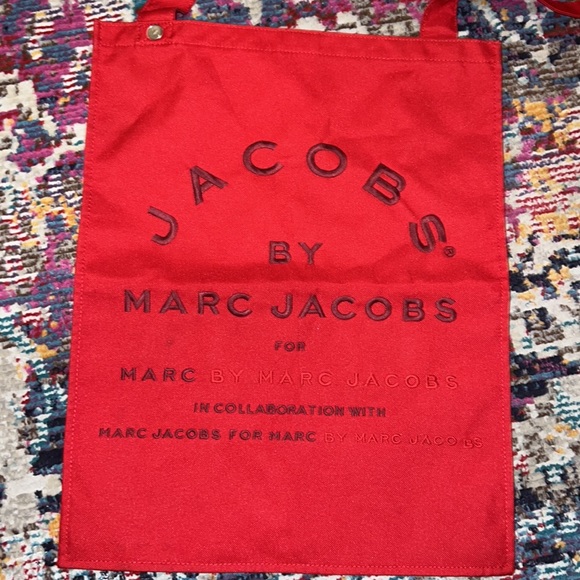 JACOBS®
BY
MARC JACOBS
FOR
MARC BY MARC JACOBS
IN COLLABORATION WITH
MARC JACOBS FOR MARC BY MARC JACOBS